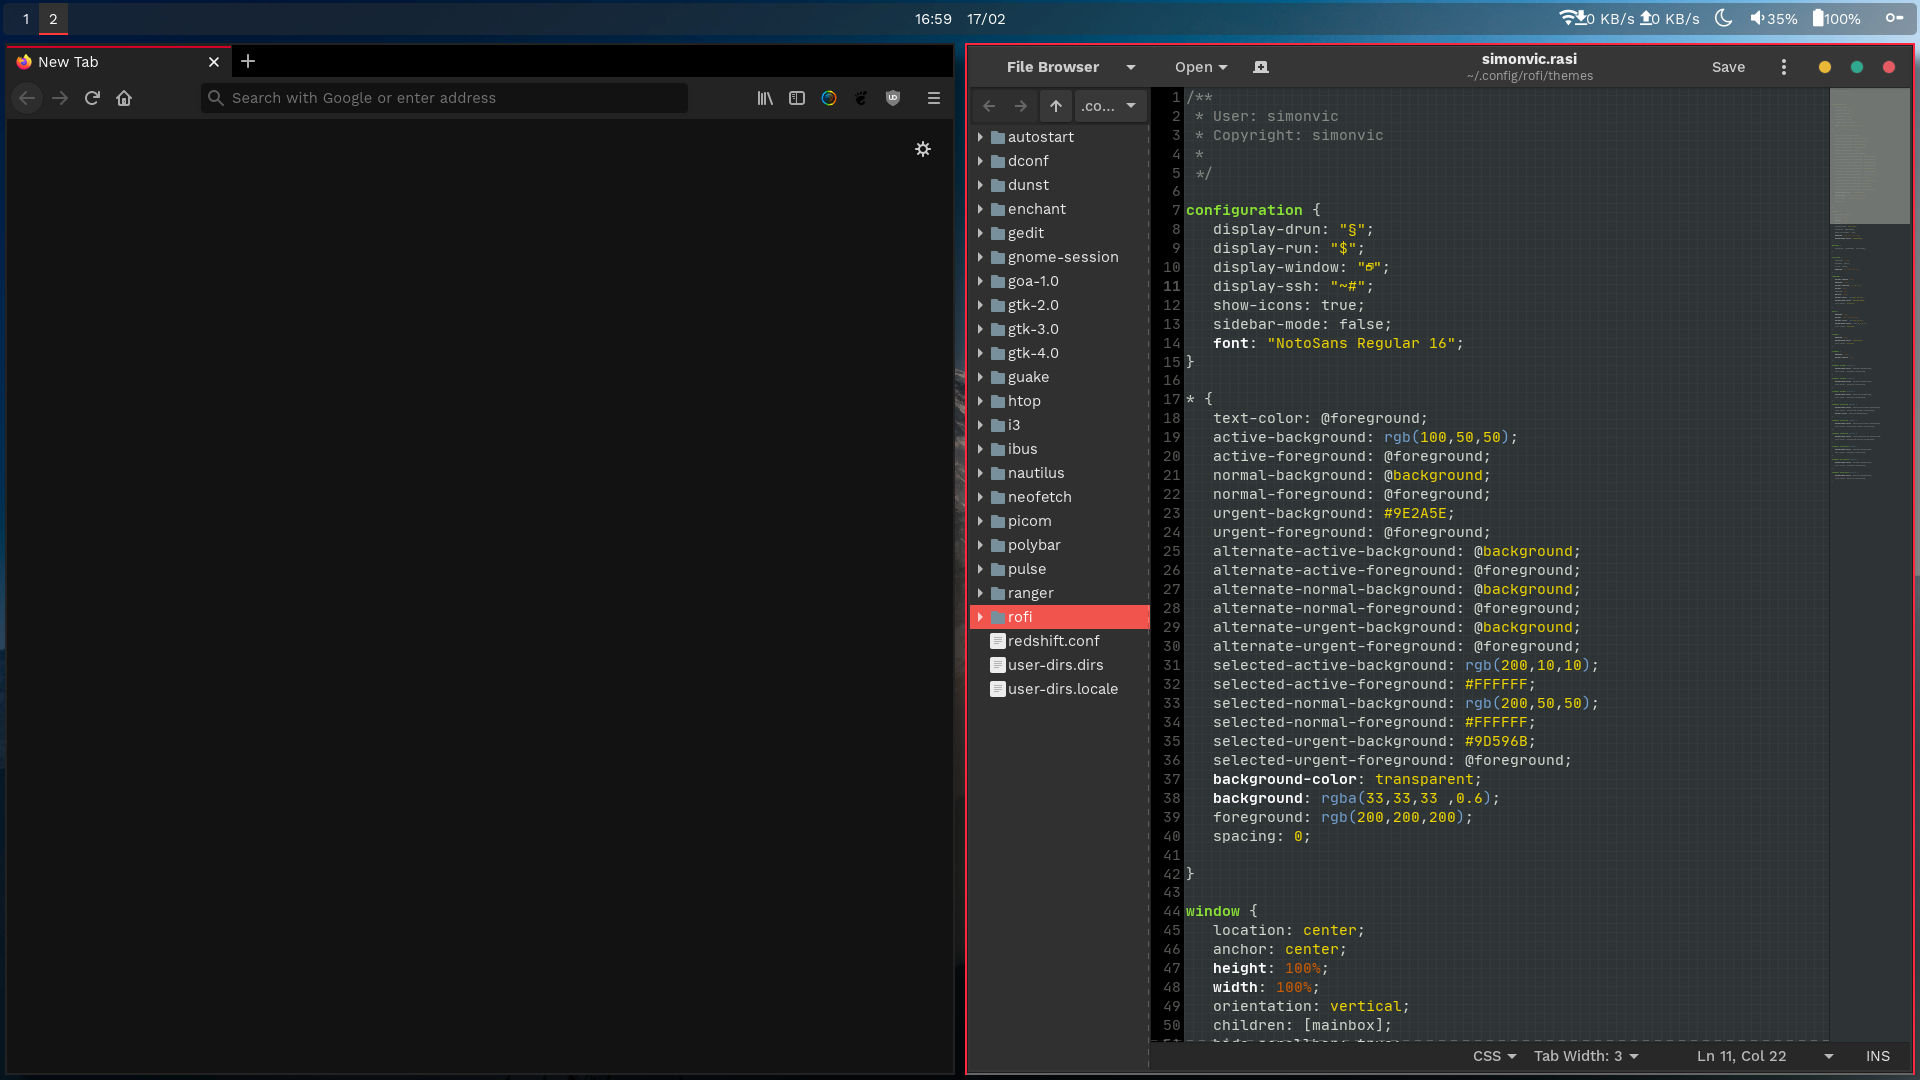 1 2
16:59 17/02
0 KB/s 0 KB/s 35% 100%
New Tab
Search with Google or enter address
File Browser
Open
simonvic.rasi
~/.config/rofi/themes
Save
.co...
autostart
dconf
dunst
enchant
gedit
gnome-session
goa-1.0
gtk-2.0
gtk-3.0
gtk-4.0
guake
htop
i3
ibus
nautilus
neofetch
picom
polybar
pulse
ranger
rofi
redshift.conf
user-dirs.dirs
user-dirs.locale
1 /**
2 * User: simonvic
3 * Copyright: simonvic
4 *
5 */
6
7 configuration {
8 display-drun: "§";
9 display-run: "$";
10 display-window: "🗗";
11 display-ssh: "~#";
12 show-icons: true;
13 sidebar-mode: false;
14 font: "NotoSans Regular 16";
15 }
16
17 * {
18 text-color: @foreground;
19 active-background: rgb(100,50,50);
20 active-foreground: @foreground;
21 normal-background: @background;
22 normal-foreground: @foreground;
23 urgent-background: #9E2A5E;
24 urgent-foreground: @foreground;
25 alternate-active-background: @background;
26 alternate-active-foreground: @foreground;
27 alternate-normal-background: @background;
28 alternate-normal-foreground: @foreground;
29 alternate-urgent-background: @background;
30 alternate-urgent-foreground: @foreground;
31 selected-active-background: rgb(200,10,10);
32 selected-active-foreground: #FFFFFF;
33 selected-normal-background: rgb(200,50,50);
34 selected-normal-foreground: #FFFFFF;
35 selected-urgent-background: #9D596B;
36 selected-urgent-foreground: @foreground;
37 background-color: transparent;
38 background: rgba(33,33,33 ,0.6);
39 foreground: rgb(200,200,200);
40 spacing: 0;
41
42 }
43
44 window {
45 location: center;
46 anchor: center;
47 height: 100%;
48 width: 100%;
49 orientation: vertical;
50 children: [mainbox];
CSS Tab Width: 3 Ln 11, Col 22 INS